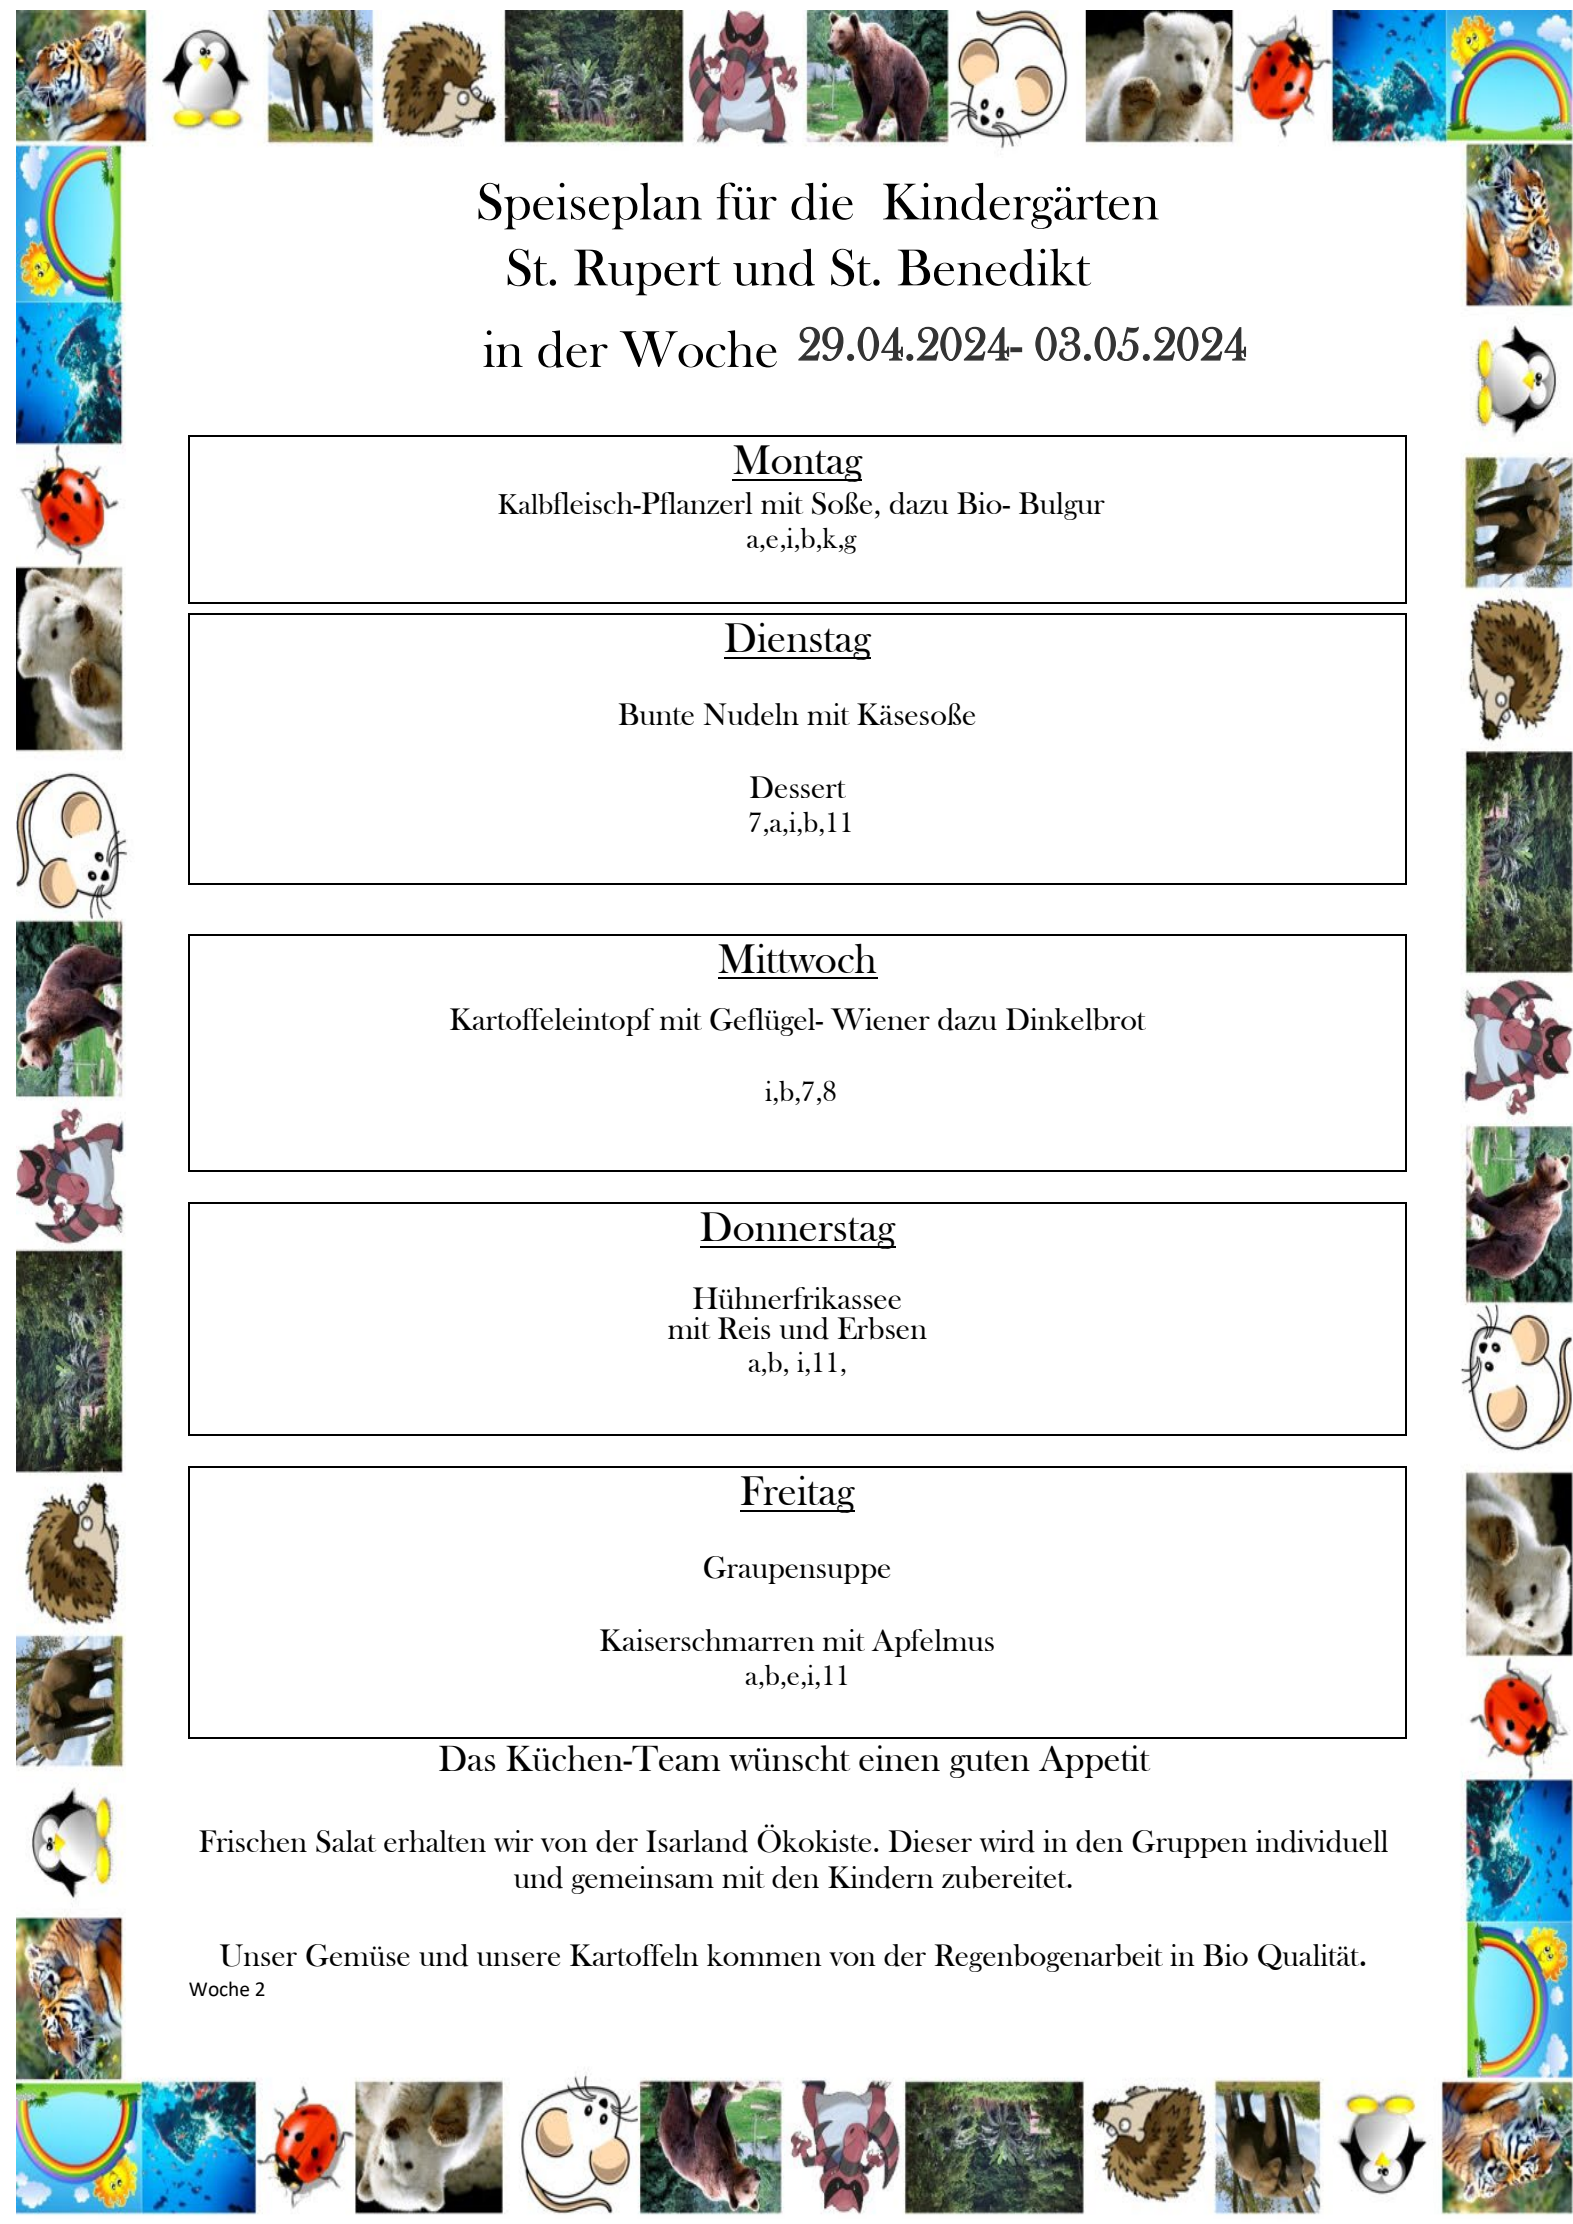 Speiseplan für die  Kindergärten
St. Rupert und St. Benedikt
in der Woche 29.04.2024- 03.05.2024
Montag
Kalbfleisch-Pflanzerl mit Soße, dazu Bio- Bulgur
a,e,i,b,k,g
Dienstag
Bunte Nudeln mit Käsesoße
Dessert
7,a,i,b,11
Mittwoch
Kartoffeleintopf mit Geflügel- Wiener dazu Dinkelbrot
i,b,7,8
Donnerstag
Hühnerfrikassee
mit Reis und Erbsen
a,b, i,11,
Freitag
Graupensuppe
Kaiserschmarren mit Apfelmus
a,b,e,i,11
Das Küchen-Team wünscht einen guten Appetit
Frischen Salat erhalten wir von der Isarland Ökokiste. Dieser wird in den Gruppen individuell
und gemeinsam mit den Kindern zubereitet.
Unser Gemüse und unsere Kartoffeln kommen von der Regenbogenarbeit in Bio Qualität.
Woche 2